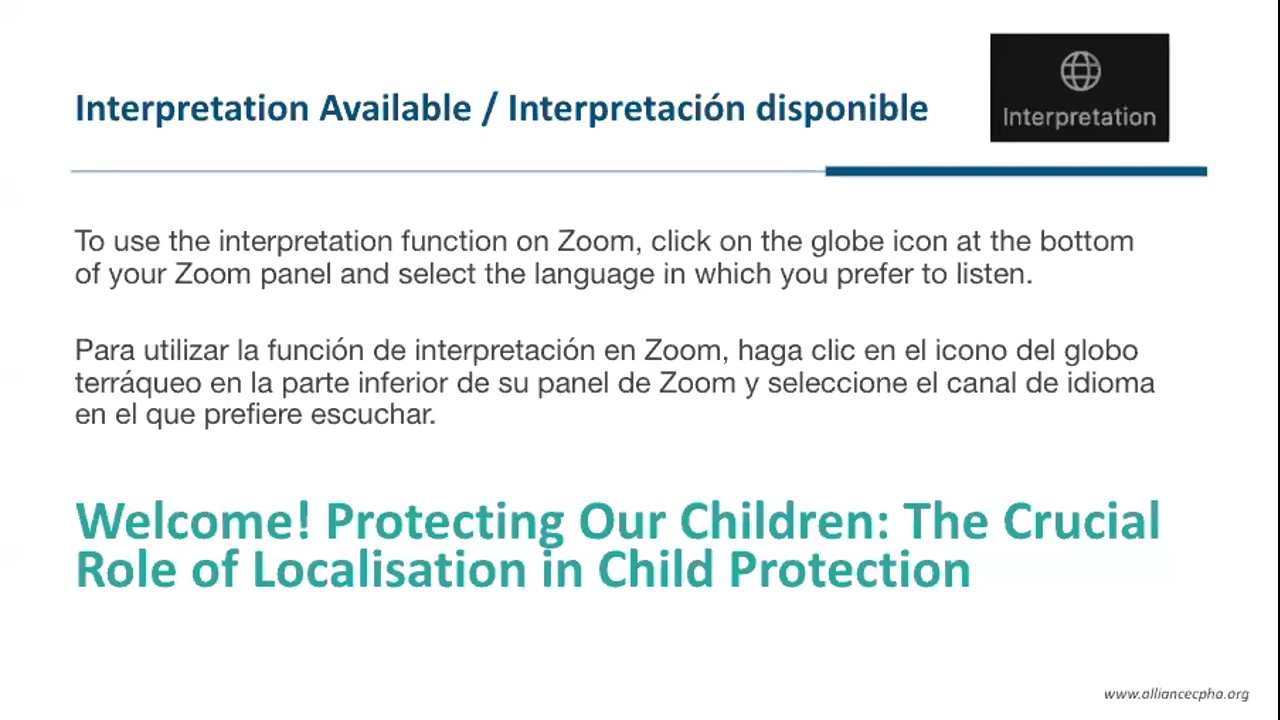 Interpretation Available / Interpretación disponible
Interpretation
To use the interpretation function on Zoom, click on the globe icon at the bottom
of your Zoom panel and select the language in which you prefer to listen.
Para utilizar la función de interpretación en Zoom, haga clic en el icono del globo
terráqueo en la parte inferior de su panel de Zoom y seleccione el canal de idioma
en el que prefiere escuchar.
Welcome! Protecting Our Children: The Crucial
Role of Localisation in Child Protection
www.alliancecpha.org